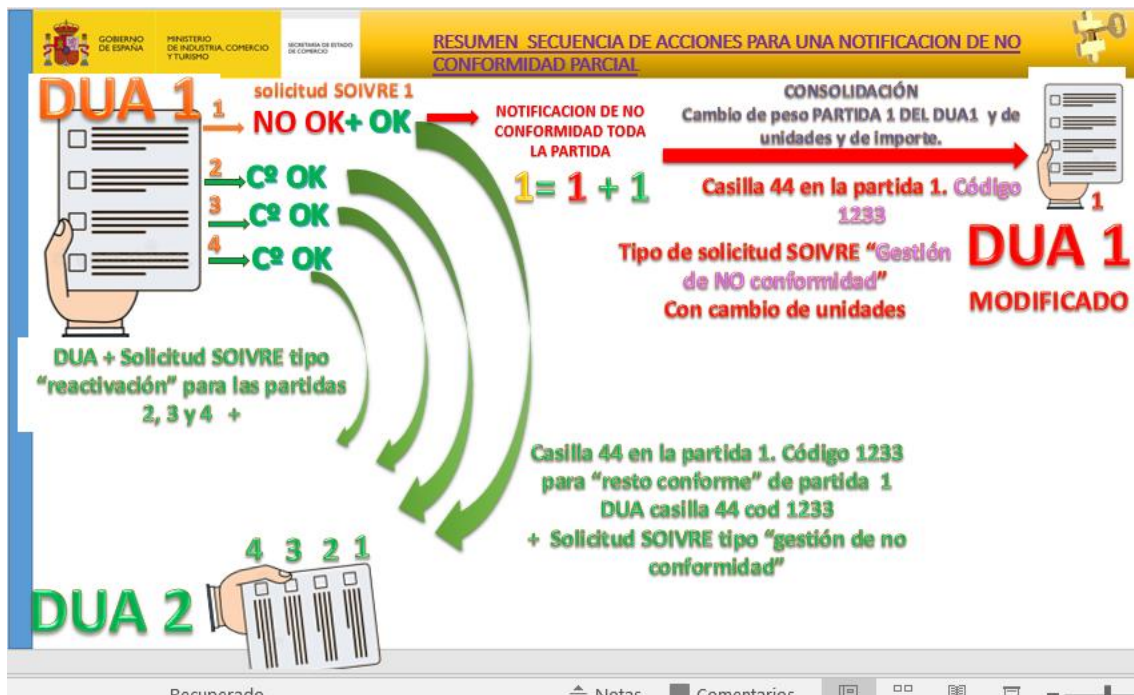 GOBIERNO
DE ESPAÑA
MINISTERIO
DE INDUSTRIA, COMERCIO
Y TURISMO
SECRETARÍA DE ESTADO
DE COMERCIO
RESUMEN SECUENCIA DE ACCIONES PARA UNA NOTIFICACION DE NO
CONFORMIDAD PARCIAL
DUA 1
1
solicitud SOIVRE 1
NO OK+ OK
2
Cº OK
3
Cº OK
4
Cº OK
NOTIFICACION DE NO
CONFORMIDAD TODA
LA PARTIDA
1= 1 + 1
CONSOLIDACIÓN
Cambio de peso PARTIDA 1 DEL DUA1 y de
unidades y de importe.
Casilla 44 en la partida 1. Código
1233
Tipo de solicitud SOIVRE “Gestión
de NO conformidad”
Con cambio de unidades
1
DUA 1
MODIFICADO
DUA + Solicitud SOIVRE tipo
“reactivación” para las partidas
2, 3 y 4 +
Casilla 44 en la partida 1. Código 1233
para “resto conforme” de partida 1
DUA casilla 44 cod 1233
+ Solicitud SOIVRE tipo “gestión de no
conformidad”
4 3 2 1
DUA 2
Recuperado
Notas
Comentarios